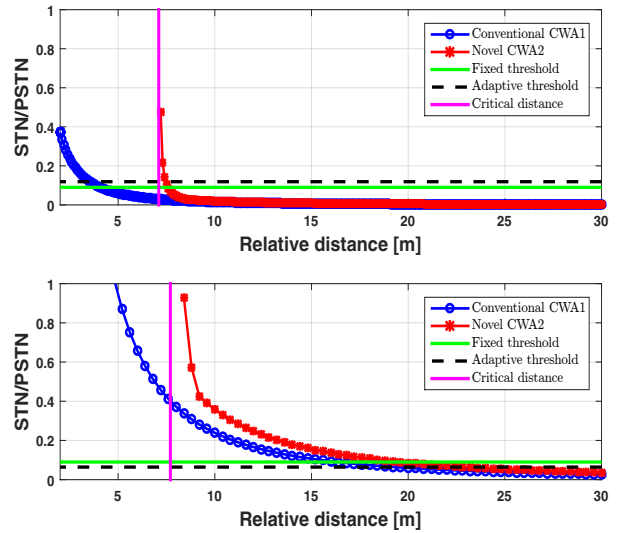 1
0.8
0.6
0.4
0.2
0
STN/PSTN
5
10
15
20
25
30
Relative distance [m]
Conventional CWA1
Novel CWA2
Fixed threshold
Adaptive threshold
Critical distance
1
0.8
0.6
0.4
0.2
0
STN/PSTN
5
10
15
20
25
30
Relative distance [m]
Conventional CWA1
Novel CWA2
Fixed threshold
Adaptive threshold
Critical distance